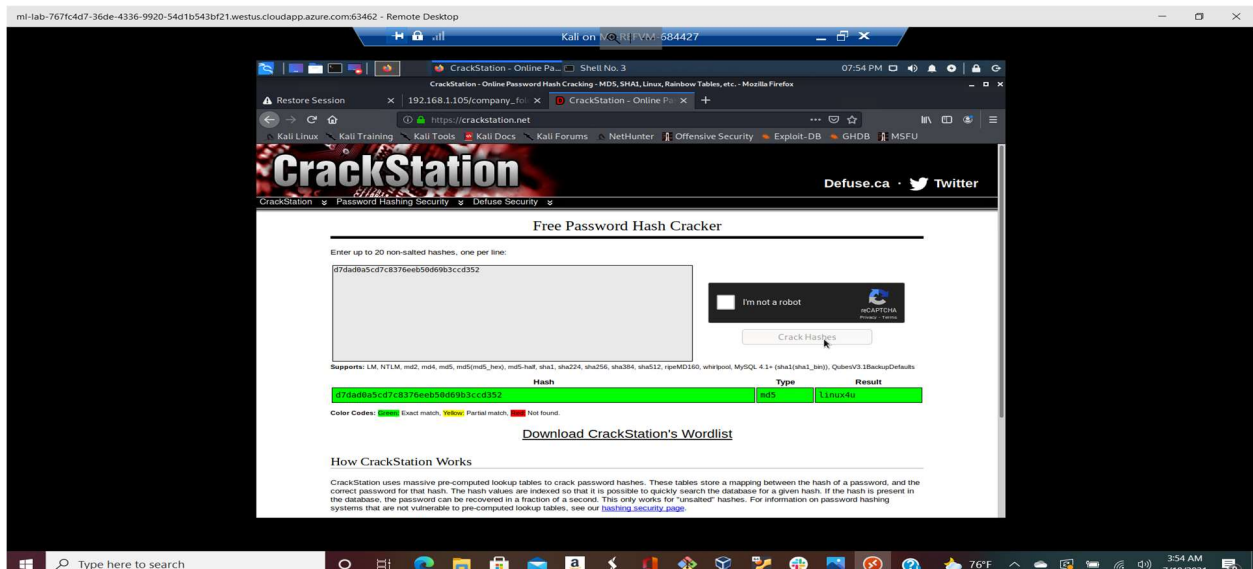 ml-lab-767fc4d7-36de-4336-9920-54d1b543bf21.westus.cloudapp.azure.com:63462 - Remote Desktop
Kali on
684427
CrackStation - Online Pa...
Shell No. 3
07:54 PM
CrackStation - Online Password Hash Cracking - MD5, SHA1, Linux, Rainbow Tables, etc. - Mozilla Firefox
Restore Session
192.168.1.105/company_fol
CrackStation - Online Pa
https://crackstation.net
Kali Linux Kali Training Kali Tools Kali Docs Kali Forums NetHunter Offensive Security Exploit-DB GHDB MSFU
CrackStation
Defuse.ca · Twitter
CrackStation Password Hashing Security Defuse Security
Free Password Hash Cracker
Enter up to 20 non-salted hashes, one per line:
d7dad0a5cd7c8376eeb50d69b3ccd352
I'm not a robot
reCAPTCHA
Privacy - Terms
Crack Hashes
Supports: LM, NTLM, md2, md4, md5, md5(md5_hex), md5-half, sha1, sha224, sha256, sha384, sha512, ripeMD160, whirlpool, MySQL 4.1+ (sha1(sha1_bin)), QubesV3.1BackupDefaults
Hash Type Result
d7dad0a5cd7c8376eeb50d69b3ccd352 md5 linux4u
Color Codes: Green: Exact match, Yellow: Partial match, Red: Not found.
Download CrackStation's Wordlist
How CrackStation Works
CrackStation uses massive pre-computed lookup tables to crack password hashes. These tables store a mapping between the hash of a password, and the
correct password for that hash. The hash values are indexed so that it is possible to quickly search the database for a given hash. If the hash is present in
the database, the password can be recovered in a fraction of a second. This only works for "unsalted" hashes. For information on password hashing
systems that are not vulnerable to pre-computed lookup tables, see our hashing security page.
Type here to search
76°F
3:54 AM